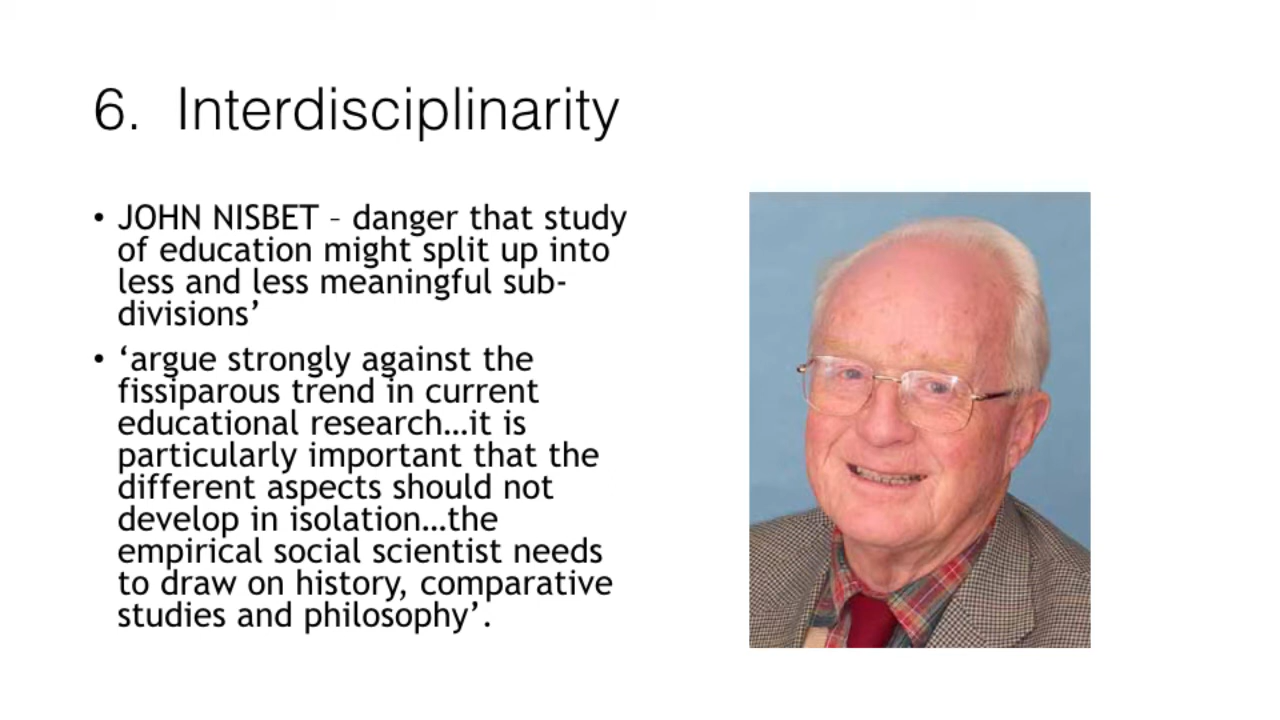 6. Interdisciplinarity
• JOHN NISBET – danger that study
of education might split up into
less and less meaningful sub-
divisions’
• ‘argue strongly against the
fissiparous trend in current
educational research…it is
particularly important that the
different aspects should not
develop in isolation…the
empirical social scientist needs
to draw on history, comparative
studies and philosophy’.